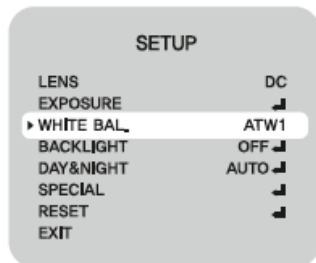 SETUP
LENS DC
EXPOSURE ↲
▸ WHITE BAL. ATW1
BACKLIGHT OFF ↲
DAY&NIGHT AUTO ↲
SPECIAL ↲
RESET ↲
EXIT